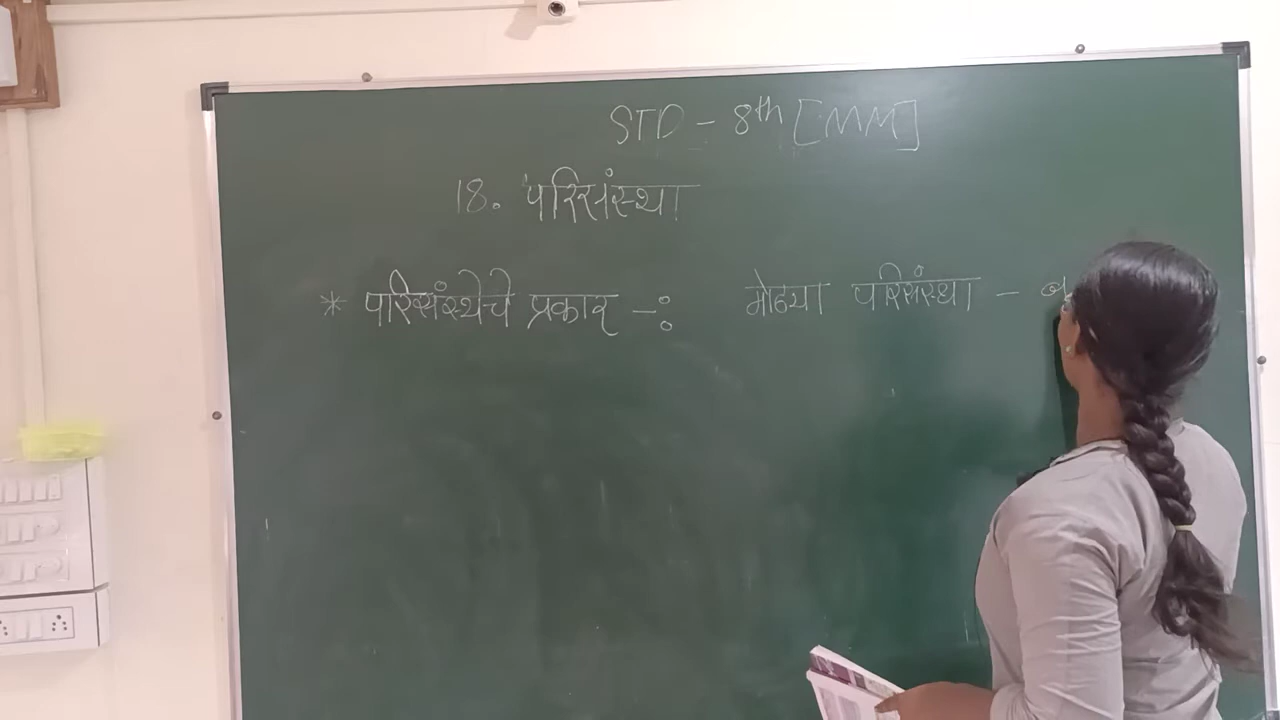 STD - 8th [MM]
18. परिसंस्था
* परिसंस्थेचे प्रकार -: मोठ्या परिसंस्था -